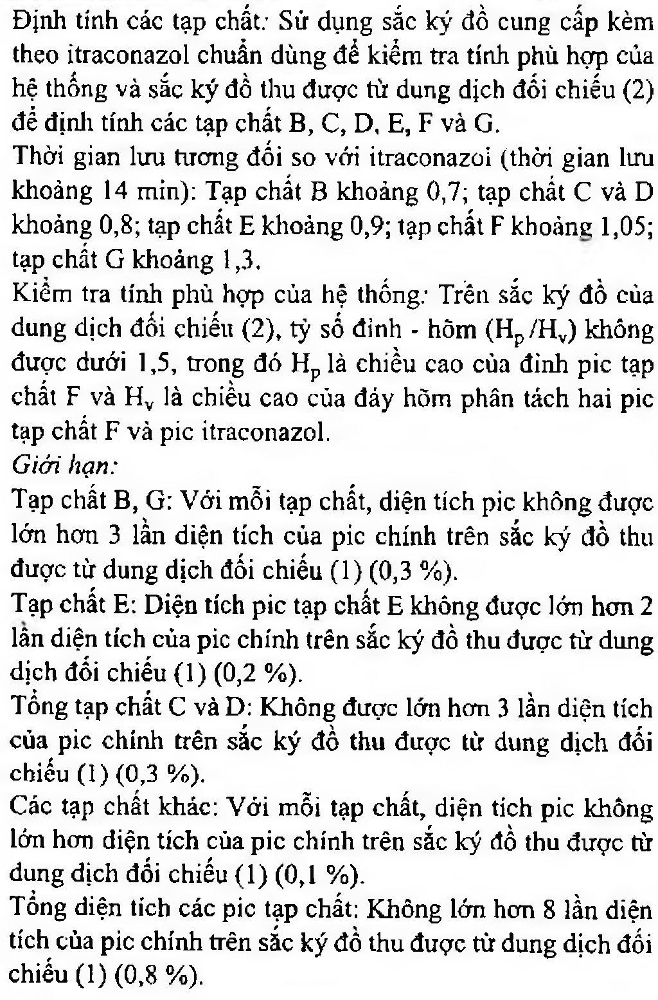 Định tính các tạp chất: Sử dụng sắc ký đồ cung cấp kèm
theo itraconazol chuẩn dùng để kiểm tra tính phù hợp của
hệ thống và sắc ký đồ thu được từ dung dịch đối chiếu (2)
để định tính các tạp chất B, C, D, E, F và G.
Thời gian lưu tương đối so với itraconazol (thời gian lưu
khoảng 14 min): Tạp chất B khoảng 0,7; tạp chất C và D
khoảng 0,8; tạp chất E khoảng 0,9; tạp chất F khoảng 1,05;
tạp chất G khoảng 1,3.
Kiểm tra tính phù hợp của hệ thống: Trên sắc ký đồ của
dung dịch đối chiếu (2), tỷ số đỉnh - hõm (Hp/Hv) không
được dưới 1,5, trong đó Hp là chiều cao của đỉnh pic tạp
chất F và Hv là chiều cao của đáy hõm phân tách hai pic
tạp chất F và pic itraconazol.
Giới hạn:
Tạp chất B, G: Với mỗi tạp chất, diện tích pic không được
lớn hơn 3 lần diện tích của pic chính trên sắc ký đồ thu
được từ dung dịch đối chiếu (1) (0,3 %).
Tạp chất E: Diện tích pic tạp chất E không được lớn hơn 2
lần diện tích của pic chính trên sắc ký đồ thu được từ dung
dịch đối chiếu (1) (0,2 %).
Tổng tạp chất C và D: Không được lớn hơn 3 lần diện tích
của pic chính trên sắc ký đồ thu được từ dung dịch đối
chiếu (1) (0,3 %).
Các tạp chất khác: Với mỗi tạp chất, diện tích pic không
lớn hơn diện tích của pic chính trên sắc ký đồ thu được từ
dung dịch đối chiếu (1) (0,1 %).
Tổng diện tích các pic tạp chất: Không lớn hơn 8 lần diện
tích của pic chính trên sắc ký đồ thu được từ dung dịch đối
chiếu (1) (0,8 %).